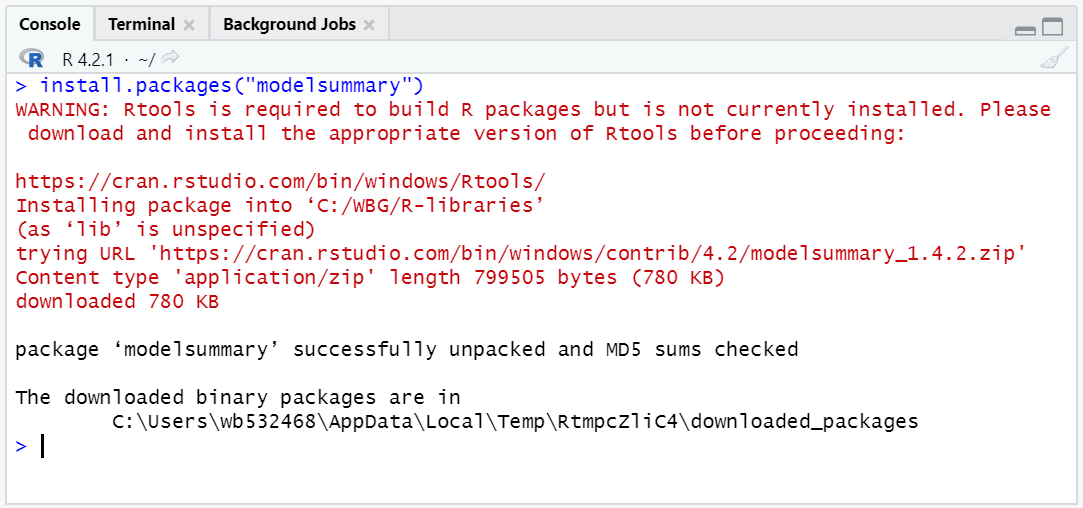 Console Terminal Background Jobs
R R 4.2.1 · ~/
> install.packages("modelsummary")
WARNING: Rtools is required to build R packages but is not currently installed. Please
download and install the appropriate version of Rtools before proceeding:
https://cran.rstudio.com/bin/windows/Rtools/
Installing package into ‘C:/WBG/R-libraries’
(as ‘lib’ is unspecified)
trying URL 'https://cran.rstudio.com/bin/windows/contrib/4.2/modelsummary_1.4.2.zip'
Content type 'application/zip' length 799505 bytes (780 KB)
downloaded 780 KB
package ‘modelsummary’ successfully unpacked and MD5 sums checked
The downloaded binary packages are in
C:\Users\wb532468\AppData\Local\Temp\RtmpcZliC4\downloaded_packages
>